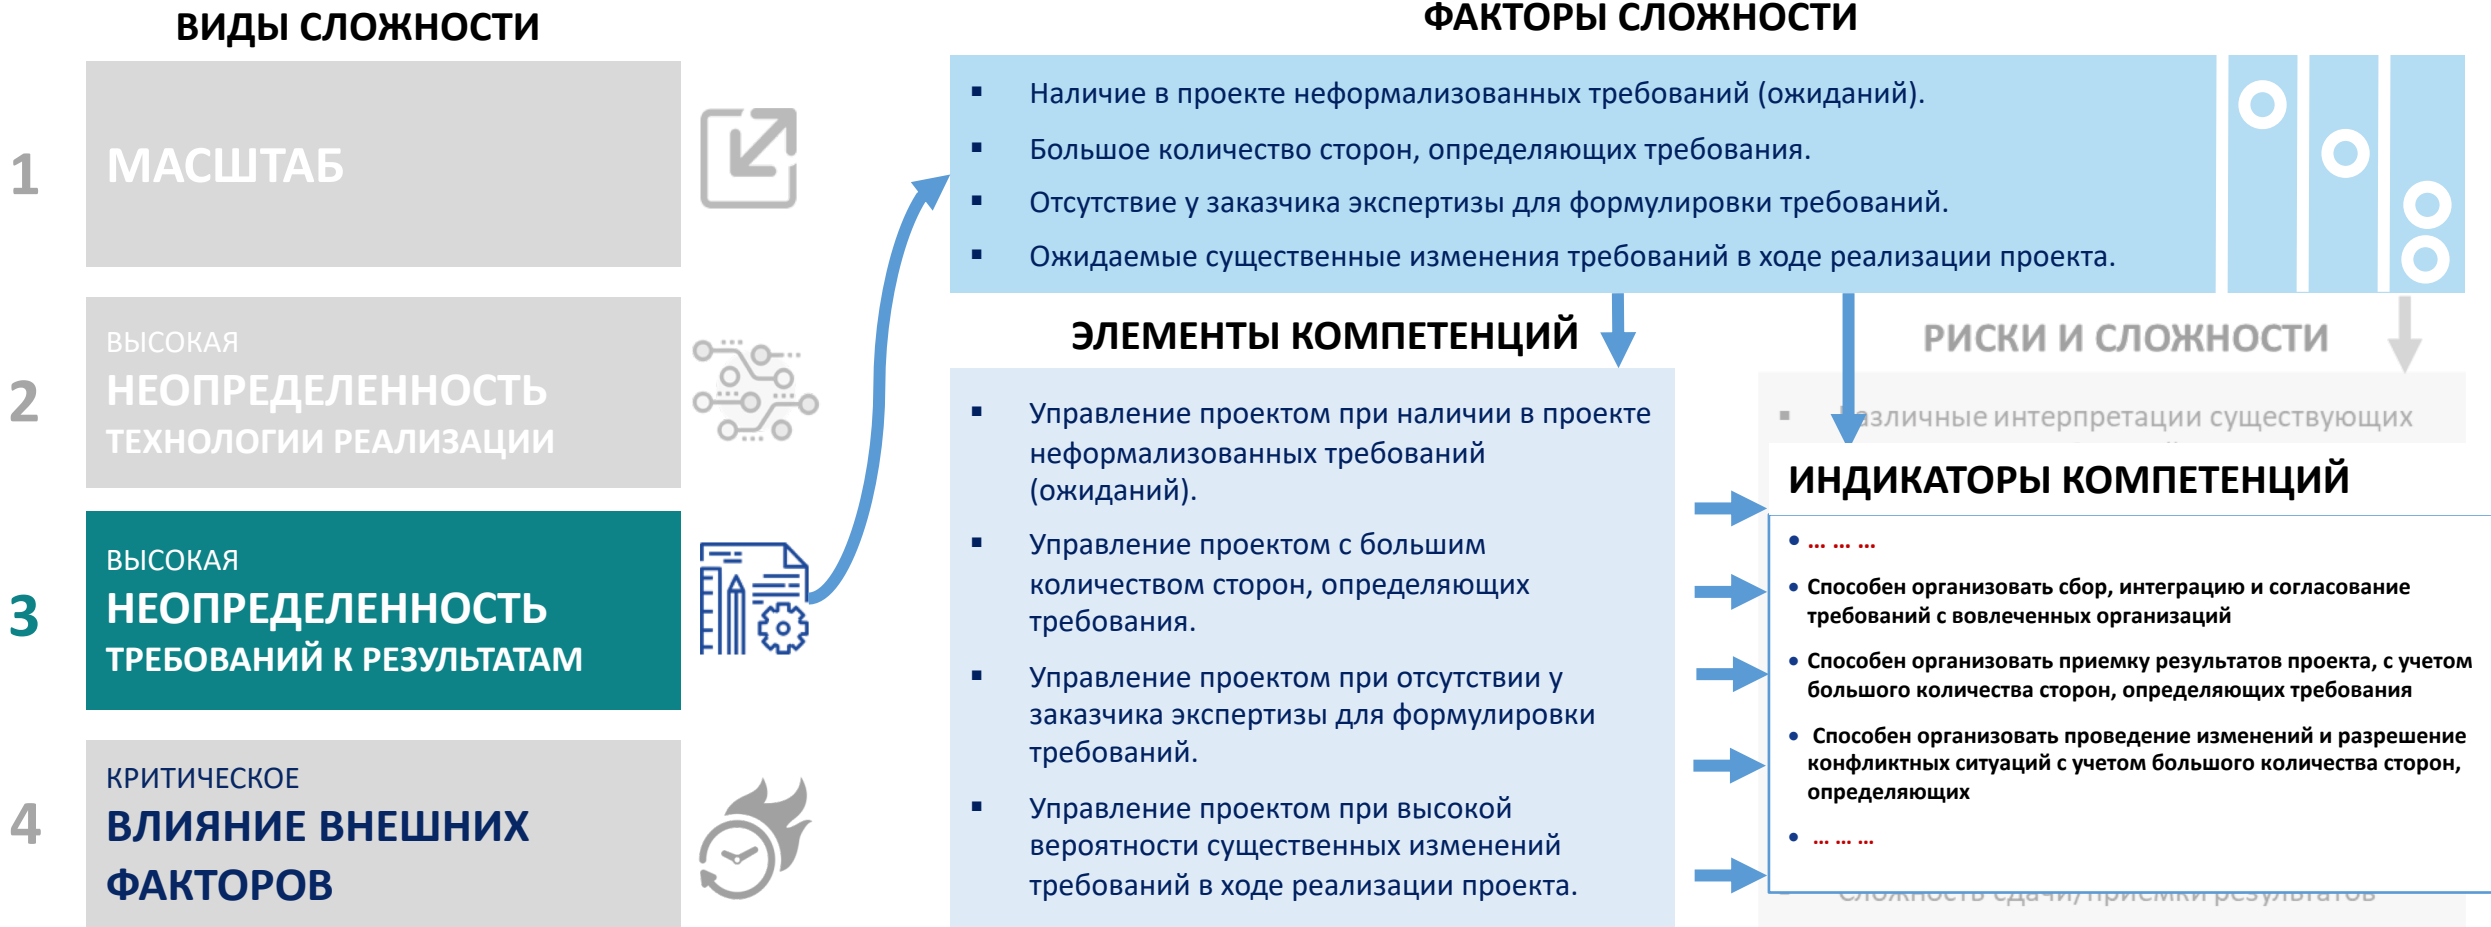 ВИДЫ СЛОЖНОСТИ
1
МАСШТАБ
2
ВЫСОКАЯ
НЕОПРЕДЕЛЕННОСТЬ
ТЕХНОЛОГИИ РЕАЛИЗАЦИИ
3
ВЫСОКАЯ
НЕОПРЕДЕЛЕННОСТЬ
ТРЕБОВАНИЙ К РЕЗУЛЬТАТАМ
4
КРИТИЧЕСКОЕ
ВЛИЯНИЕ ВНЕШНИХ
ФАКТОРОВ
ФАКТОРЫ СЛОЖНОСТИ
▪ Наличие в проекте неформализованных требований (ожиданий).
▪ Большое количество сторон, определяющих требования.
▪ Отсутствие у заказчика экспертизы для формулировки требований.
▪ Ожидаемые существенные изменения требований в ходе реализации проекта.
ЭЛЕМЕНТЫ КОМПЕТЕНЦИЙ
▪ Управление проектом при наличии в проекте
неформализованных требований
(ожиданий).
▪ Управление проектом с большим
количеством сторон, определяющих
требования.
▪ Управление проектом при отсутствии у
заказчика экспертизы для формулировки
требований.
▪ Управление проектом при высокой
вероятности существенных изменений
требований в ходе реализации проекта.
РИСКИ И СЛОЖНОСТИ
▪ интерпретации существующих
ИНДИКАТОРЫ КОМПЕТЕНЦИЙ
• ... ... ...
• Способен организовать сбор, интеграцию и согласование
требований с вовлеченных организаций
• Способен организовать приемку результатов проекта, с учетом
большого количества сторон, определяющих требования
• Способен организовать проведение изменений и разрешение
конфликтных ситуаций с учетом большого количества сторон,
определяющих
• ... ... ...
▪ Сложность сдачи/приемки результатов